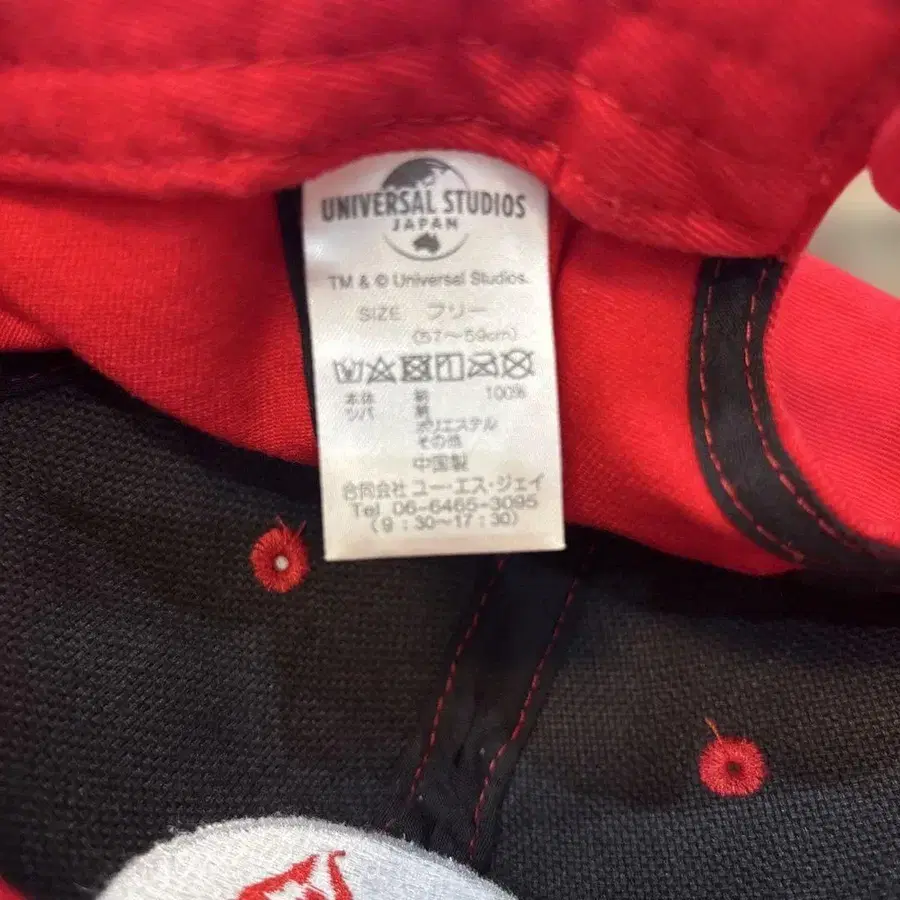 UNIVERSAL STUDIOS
JAPAN
TM & © Universal Studios.
SIZE フリー
(57～59cm)
本体 綿 100%
ツバ 綿
ポリエステル
その他
中国製
合同会社 ユー・エス・ジェイ
Tel 06-6465-3095
(9:30～17:30)